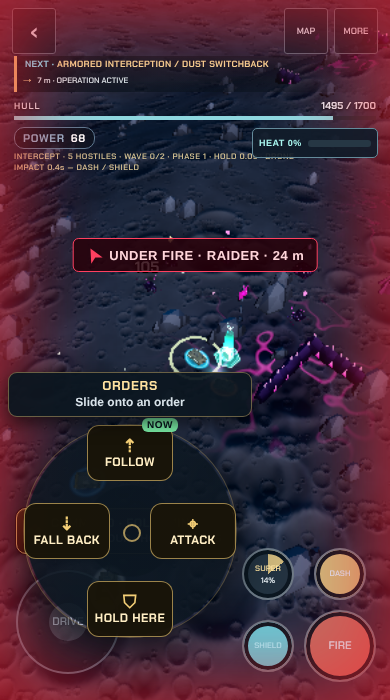 ‹
MAP
MORE
NEXT · ARMORED INTERCEPTION / DUST SWITCHBACK
→ 7 m · OPERATION ACTIVE
HULL
1495 / 1700
POWER 68
HEAT 0%
INTERCEPT · 5 HOSTILES · WAVE 0/2 · PHASE 1 · HOLD 0.0
IMPACT 0.4s — DASH / SHIELD
UNDER FIRE · RAIDER · 24 m
105
ORDERS
Slide onto an order
NOW
FOLLOW
FALL BACK
ATTACK
HOLD HERE
SUPER
14%
DASH
DRIVE
SHIELD
FIRE